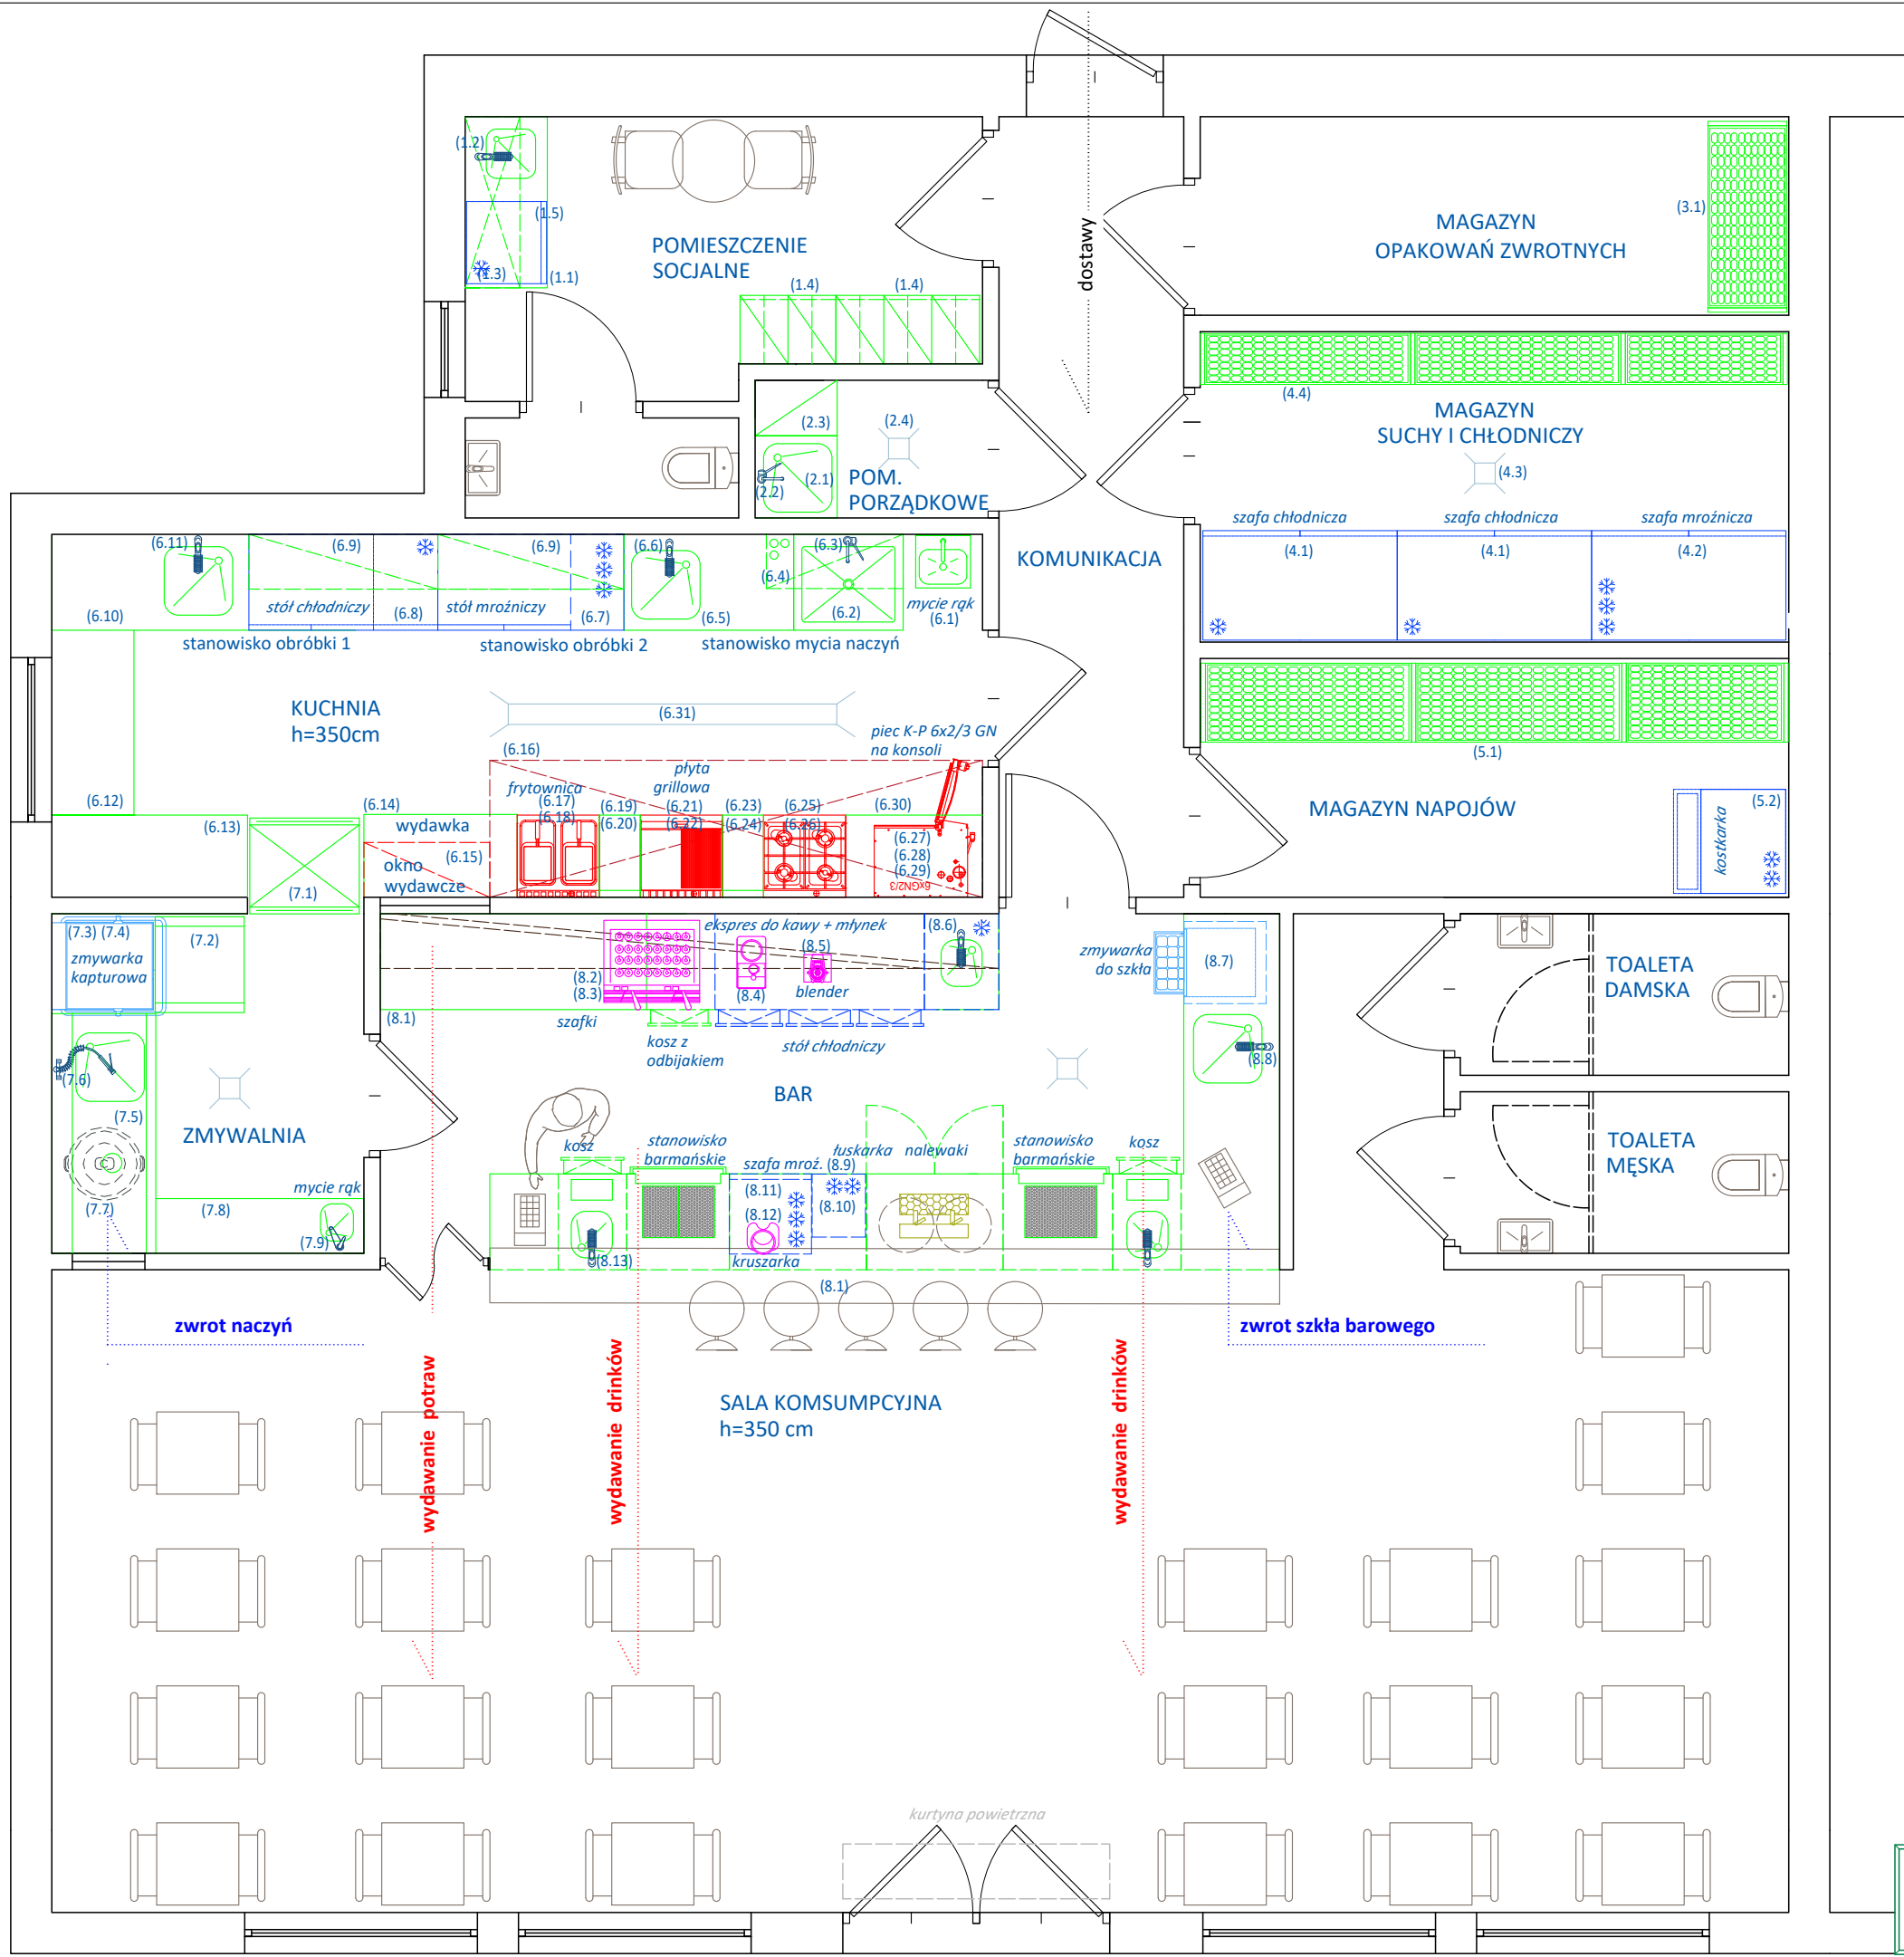 (1.2)
(1.5)
(1.3)
(1.1)
POMIESZCZENIE
SOCJALNE
(1.4)
(1.4)
dostawy
MAGAZYN
OPAKOWAŃ ZWROTNYCH
(3.1)
(2.3)
(2.4)
(2.1)
(2.2)
POM.
PORZĄDKOWE
(4.4)
MAGAZYN
SUCHY I CHŁODNICZY
(4.3)
szafa chłodnicza
szafa chłodnicza
szafa mroźnicza
(4.1)
(4.1)
(4.2)
KOMUNIKACJA
(6.11)
(6.9)
(6.9)
(6.6)
(6.3)
(6.4)
stół chłodniczy
stół mroźniczy
mycie rąk
(6.10)
(6.8)
(6.7)
(6.5)
(6.2)
(6.1)
stanowisko obróbki 1
stanowisko obróbki 2
stanowisko mycia naczyń
KUCHNIA
h=350cm
(6.31)
(6.16)
piec K-P 6x2/3 GN
na konsoli
płyta
grillowa
frytownica
(6.12)
(6.13)
(6.14)
(6.17)
(6.18)
(6.19)
(6.20)
(6.21)
(6.22)
(6.23)
(6.24)
(6.25)
(6.26)
(6.30)
(6.27)
(6.28)
(6.29)
6xGN2/3
wydawka
(6.15)
okno
wydawcze
(7.1)
(5.1)
MAGAZYN NAPOJÓW
(5.2)
kostkarka
(7.3) (7.4)
(7.2)
zmywarka
kapturowa
(7.6)
(7.5)
ZMYWALNIA
mycie rąk
(7.7)
(7.8)
(7.9)
ekspres do kawy + młynek
(8.6)
(8.5)
(8.2)
(8.3)
(8.4)
blender
(8.1)
szafki
kosz z
odbijakiem
stół chłodniczy
zmywarka
do szkła
(8.7)
(8.8)
BAR
kosz
stanowisko
barmańskie
szafa mroź.
łuskarka
(8.9)
nalewaki
stanowisko
barmańskie
kosz
(8.11)
(8.10)
(8.12)
(8.13)
kruszarka
(8.1)
TOALETA
DAMSKA
TOALETA
MĘSKA
zwrot naczyń
zwrot szkła barowego
wydawanie potraw
wydawanie drinków
wydawanie drinków
SALA KOMSUMPCYJNA
h=350 cm
kurtyna powietrzna